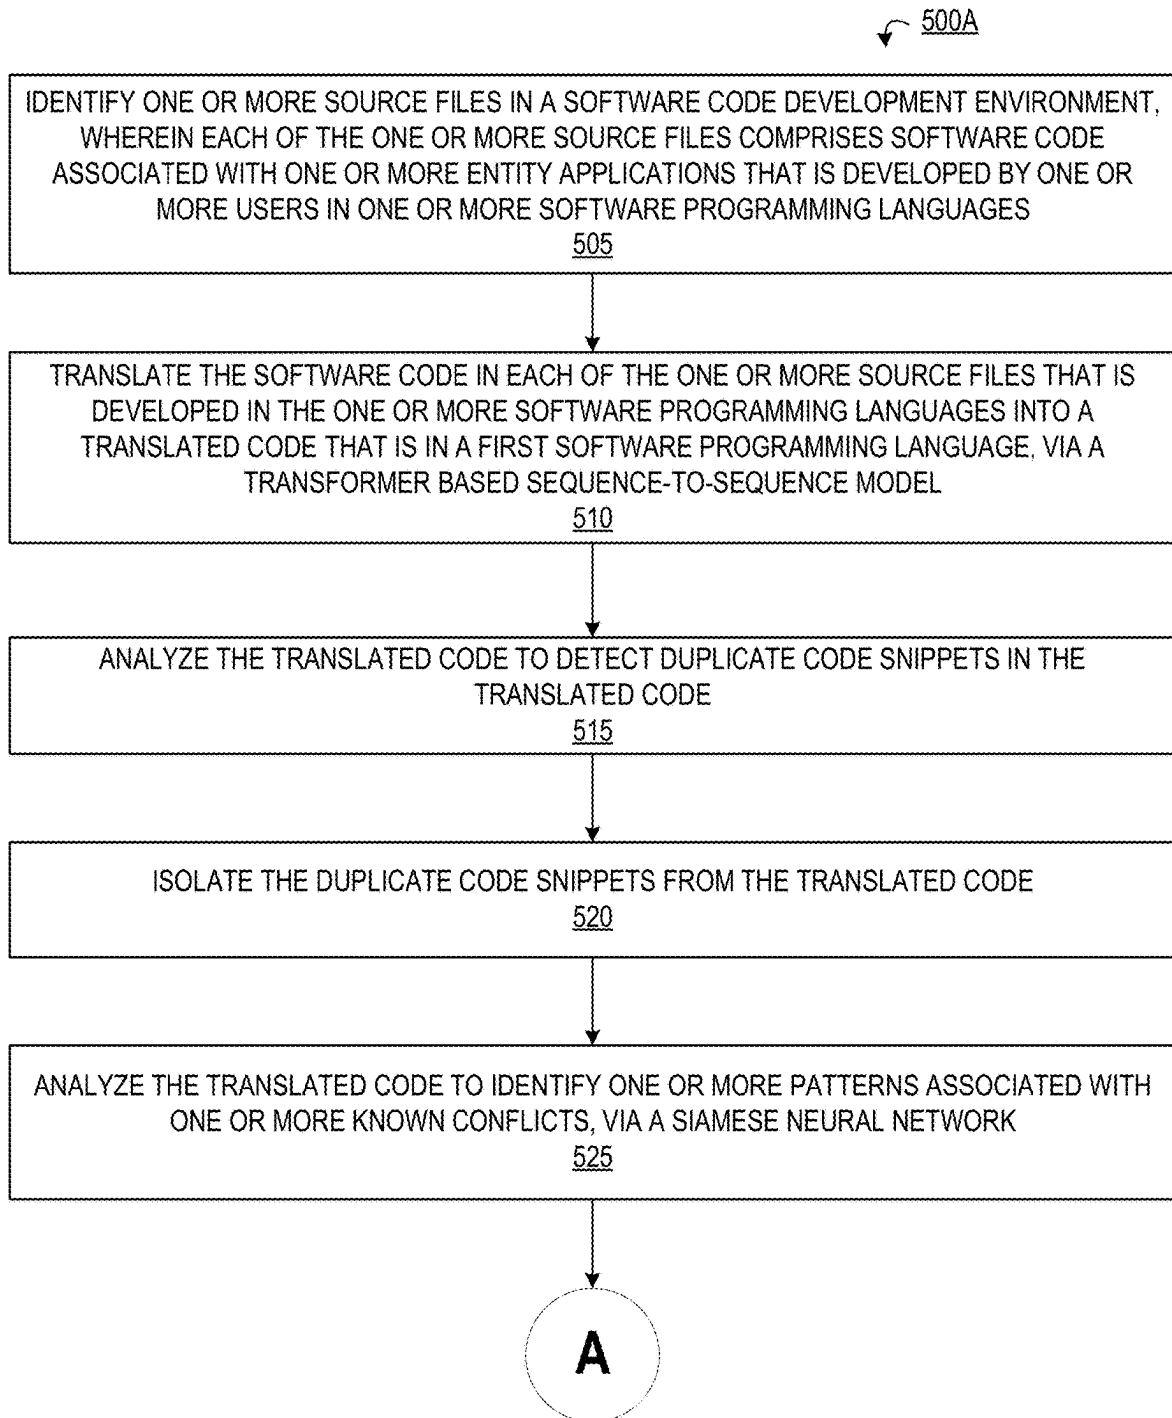 500A
IDENTIFY ONE OR MORE SOURCE FILES IN A SOFTWARE CODE DEVELOPMENT ENVIRONMENT,
WHEREIN EACH OF THE ONE OR MORE SOURCE FILES COMPRISES SOFTWARE CODE
ASSOCIATED WITH ONE OR MORE ENTITY APPLICATIONS THAT IS DEVELOPED BY ONE OR
MORE USERS IN ONE OR MORE SOFTWARE PROGRAMMING LANGUAGES
505
TRANSLATE THE SOFTWARE CODE IN EACH OF THE ONE OR MORE SOURCE FILES THAT IS
DEVELOPED IN THE ONE OR MORE SOFTWARE PROGRAMMING LANGUAGES INTO A
TRANSLATED CODE THAT IS IN A FIRST SOFTWARE PROGRAMMING LANGUAGE, VIA A
TRANSFORMER BASED SEQUENCE-TO-SEQUENCE MODEL
510
ANALYZE THE TRANSLATED CODE TO DETECT DUPLICATE CODE SNIPPETS IN THE
TRANSLATED CODE
515
ISOLATE THE DUPLICATE CODE SNIPPETS FROM THE TRANSLATED CODE
520
ANALYZE THE TRANSLATED CODE TO IDENTIFY ONE OR MORE PATTERNS ASSOCIATED WITH
ONE OR MORE KNOWN CONFLICTS, VIA A SIAMESE NEURAL NETWORK
525
A